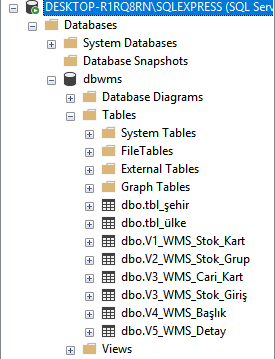 DESKTOP-R1RQ8RN\SQLEXPRESS (SQL Serv
Databases
System Databases
Database Snapshots
dbwms
Database Diagrams
Tables
System Tables
FileTables
External Tables
Graph Tables
dbo.tbl_şehir
dbo.tbl_ülke
dbo.V1_WMS_Stok_Kart
dbo.V2_WMS_Stok_Grup
dbo.V3_WMS_Cari_Kart
dbo.V3_WMS_Stok_Giriş
dbo.V4_WMS_Başlık
dbo.V5_WMS_Detay
Views